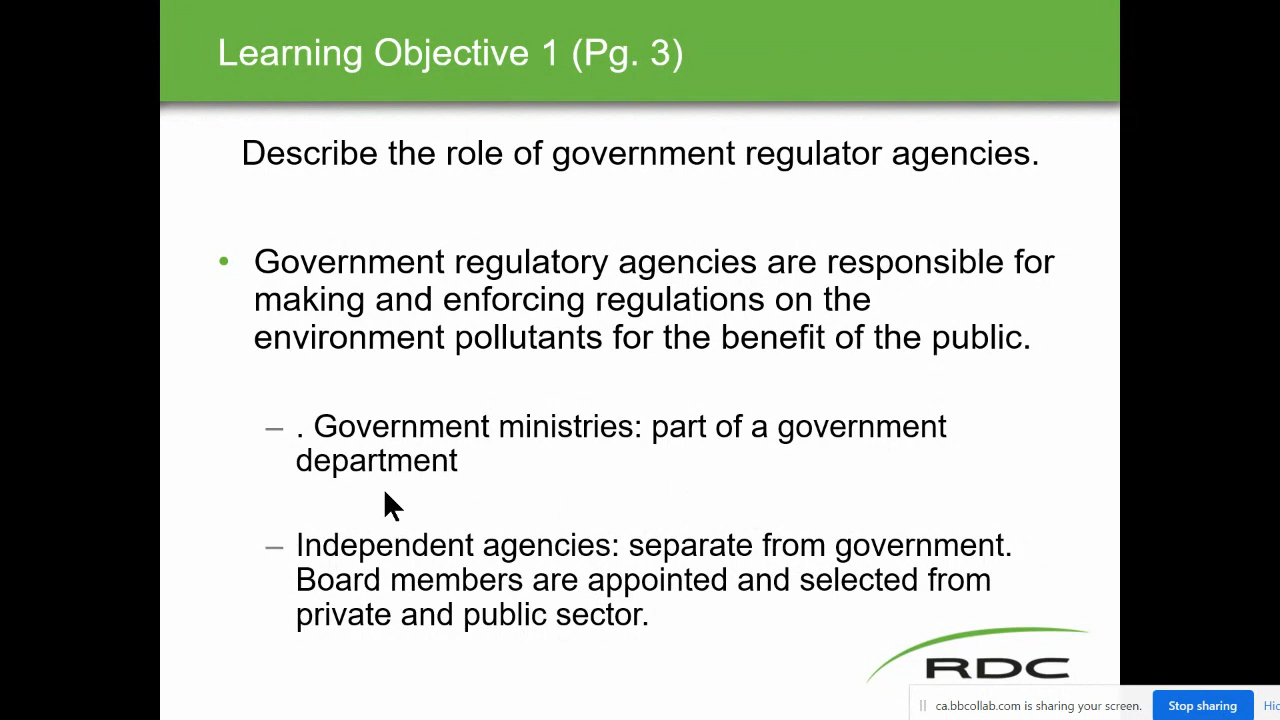 Learning Objective 1 (Pg. 3)
Describe the role of government regulator agencies.
• Government regulatory agencies are responsible for
making and enforcing regulations on the
environment pollutants for the benefit of the public.
– . Government ministries: part of a government
department
– Independent agencies: separate from government.
Board members are appointed and selected from
private and public sector.
RDC
ca.bbcollab.com is sharing your screen. Stop sharing